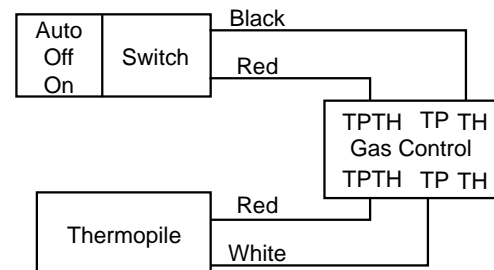 Black
Auto
Off
On
Switch
Red
TPTH TP TH
Gas Control
TPTH TP TH
Red
Thermopile
White